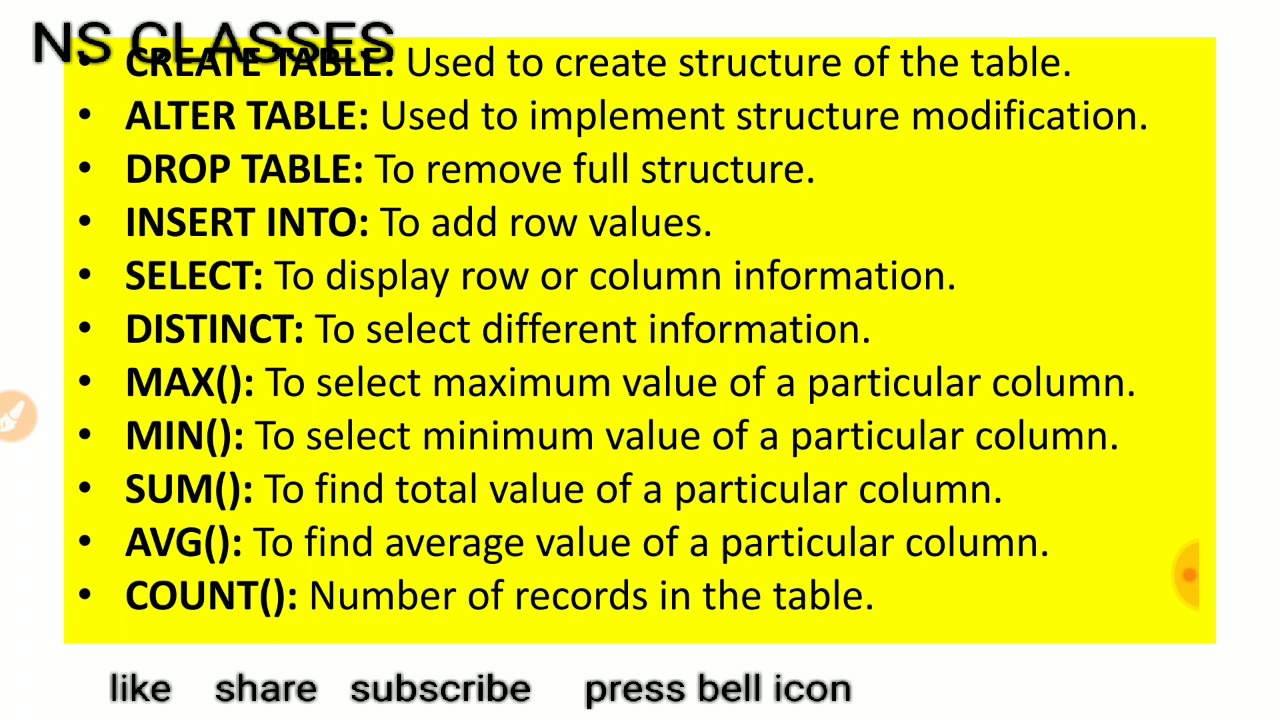 NS CLASSES
• CREATE TABLE: Used to create structure of the table.
• ALTER TABLE: Used to implement structure modification.
• DROP TABLE: To remove full structure.
• INSERT INTO: To add row values.
• SELECT: To display row or column information.
• DISTINCT: To select different information.
• MAX(): To select maximum value of a particular column.
• MIN(): To select minimum value of a particular column.
• SUM(): To find total value of a particular column.
• AVG(): To find average value of a particular column.
• COUNT(): Number of records in the table.
like share subscribe press bell icon